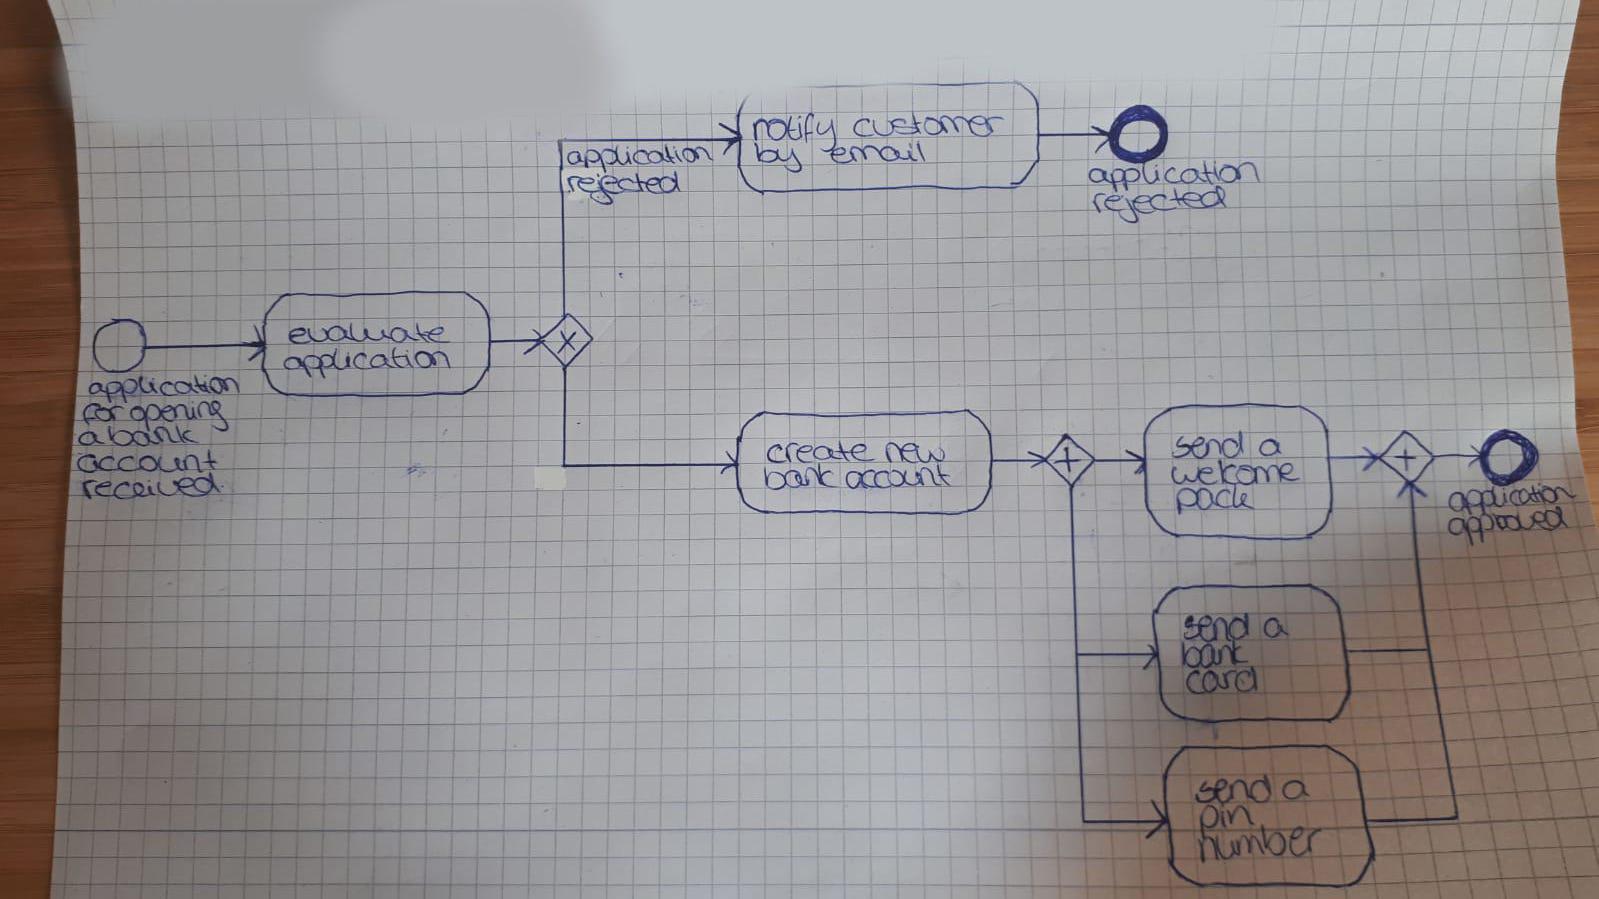 notify customer
by email
application
rejected
application
rejected
evaluate
application
application
for opening
a bank
account
received.
create new
bank account
send a
welcome
pack
application
approved
send a
bank
card
send a
pin
number